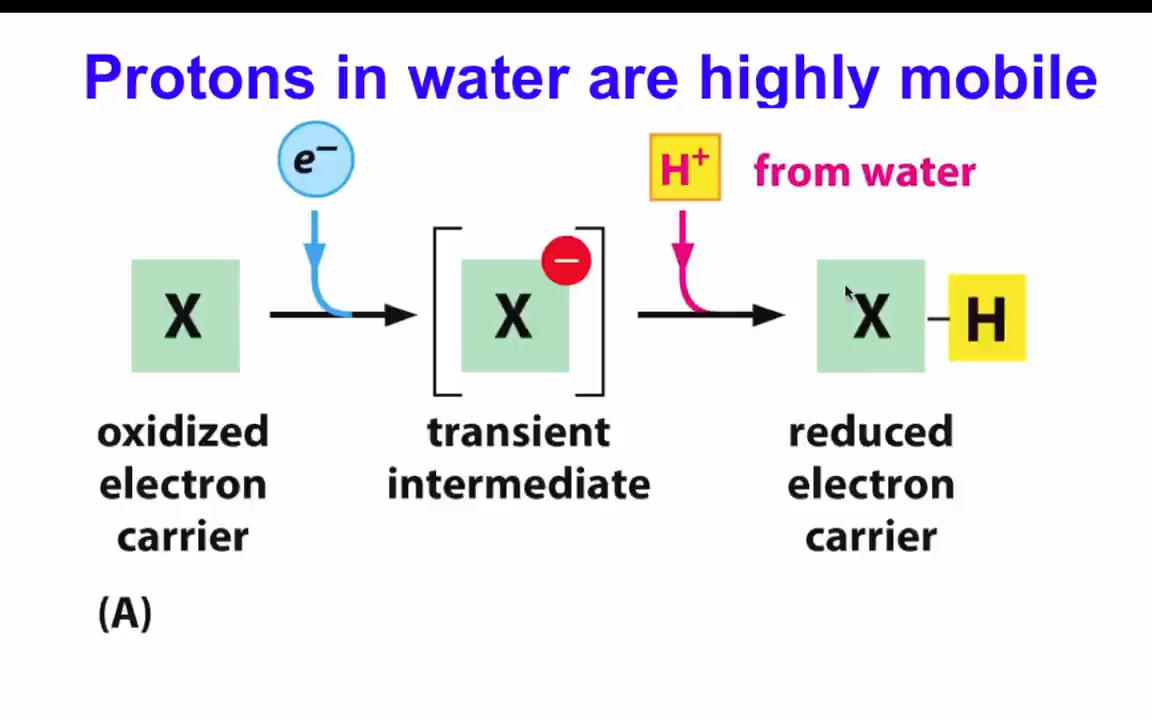 Protons in water are highly mobile
e⁻
H⁺ from water
X
X
−
X – H
oxidized
electron
carrier
transient
intermediate
reduced
electron
carrier
(A)